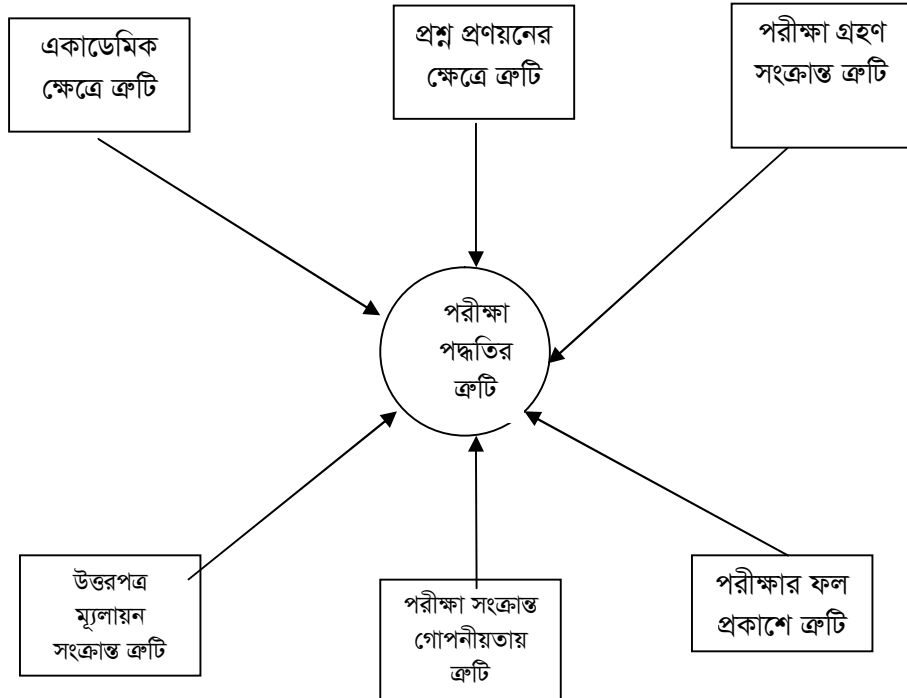 একাডেমিক
ক্ষেত্রে ত্রুটি
প্রশ্ন প্রণয়নের
ক্ষেত্রে ত্রুটি
পরীক্ষা গ্রহণ
সংক্রান্ত ত্রুটি
পরীক্ষা
পদ্ধতির
ত্রুটি
উত্তরপত্র
ম্যূলায়ন
সংক্রান্ত ত্রুটি
পরীক্ষা সংক্রান্ত
গোপনীয়তায়
ত্রুটি
পরীক্ষার ফল
প্রকাশে ত্রুটি